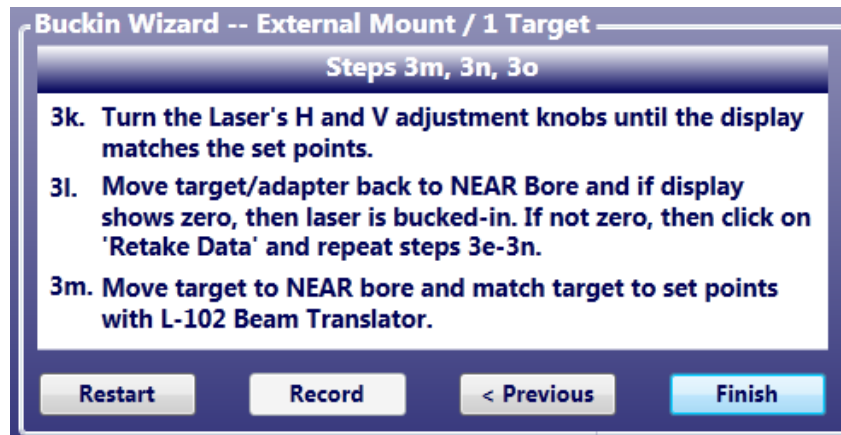 Buckin Wizard -- External Mount / 1 Target
Steps 3m, 3n, 3o
3k. Turn the Laser's H and V adjustment knobs until the display
matches the set points.
3l. Move target/adapter back to NEAR Bore and if display
shows zero, then laser is bucked-in. If not zero, then click on
'Retake Data' and repeat steps 3e-3n.
3m. Move target to NEAR bore and match target to set points
with L-102 Beam Translator.
Restart Record < Previous Finish